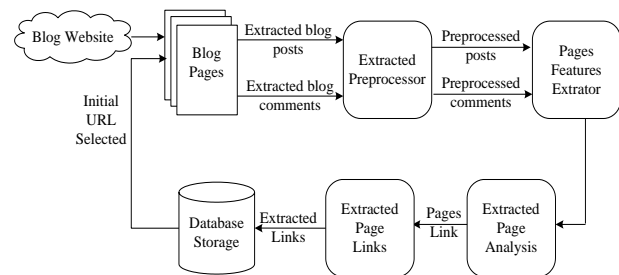 Blog Website
Blog
Pages
Extracted blog
posts
Extracted blog
comments
Extracted
Preprocessor
Preprocessed
posts
Preprocessed
comments
Pages
Features
Extrator
Initial
URL
Selected
Database
Storage
Extracted
Links
Extracted
Page
Links
Pages
Link
Extracted
Page
Analysis